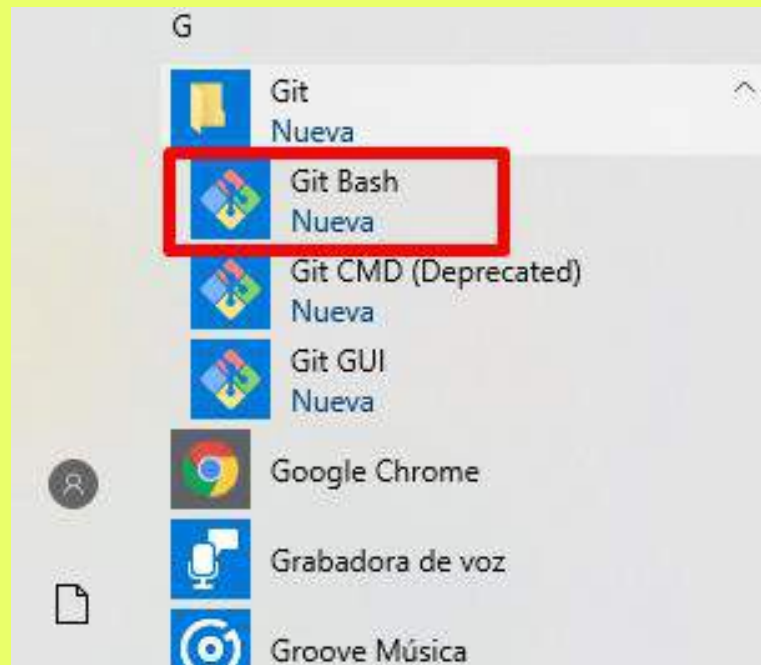 G
Git
Nueva
Git Bash
Nueva
Git CMD (Deprecated)
Nueva
Git GUI
Nueva
Google Chrome
Grabadora de voz
Groove Música